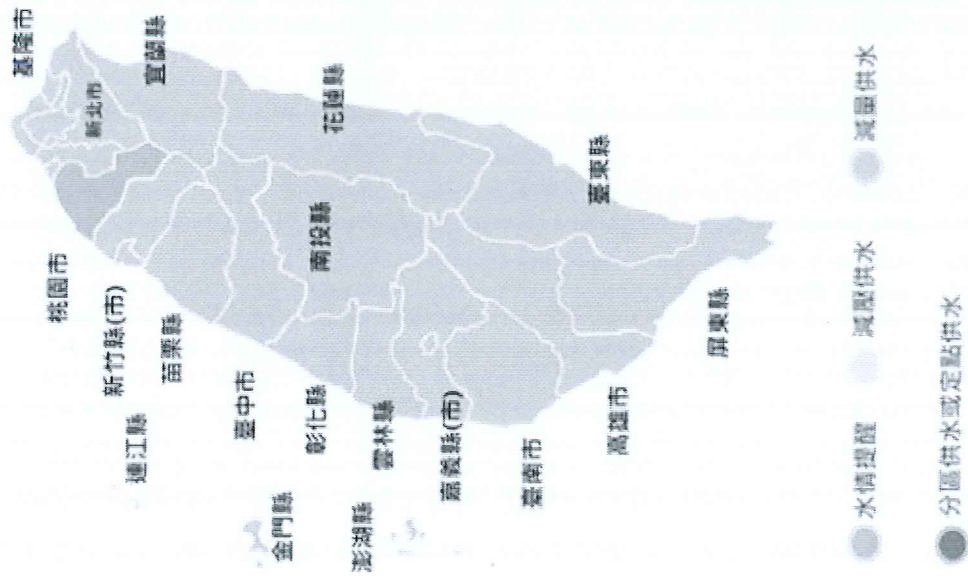 基隆市
新北市
宜蘭縣
桃園市
新竹縣(市)
苗栗縣
連江縣
花蓮縣
臺中市
南投縣
彰化縣
金門縣
雲林縣
澎湖縣
嘉義縣(市)
臺南市
臺東縣
高雄市
屏東縣
水情提醒
減壓供水
減量供水
分區供水或定點供水